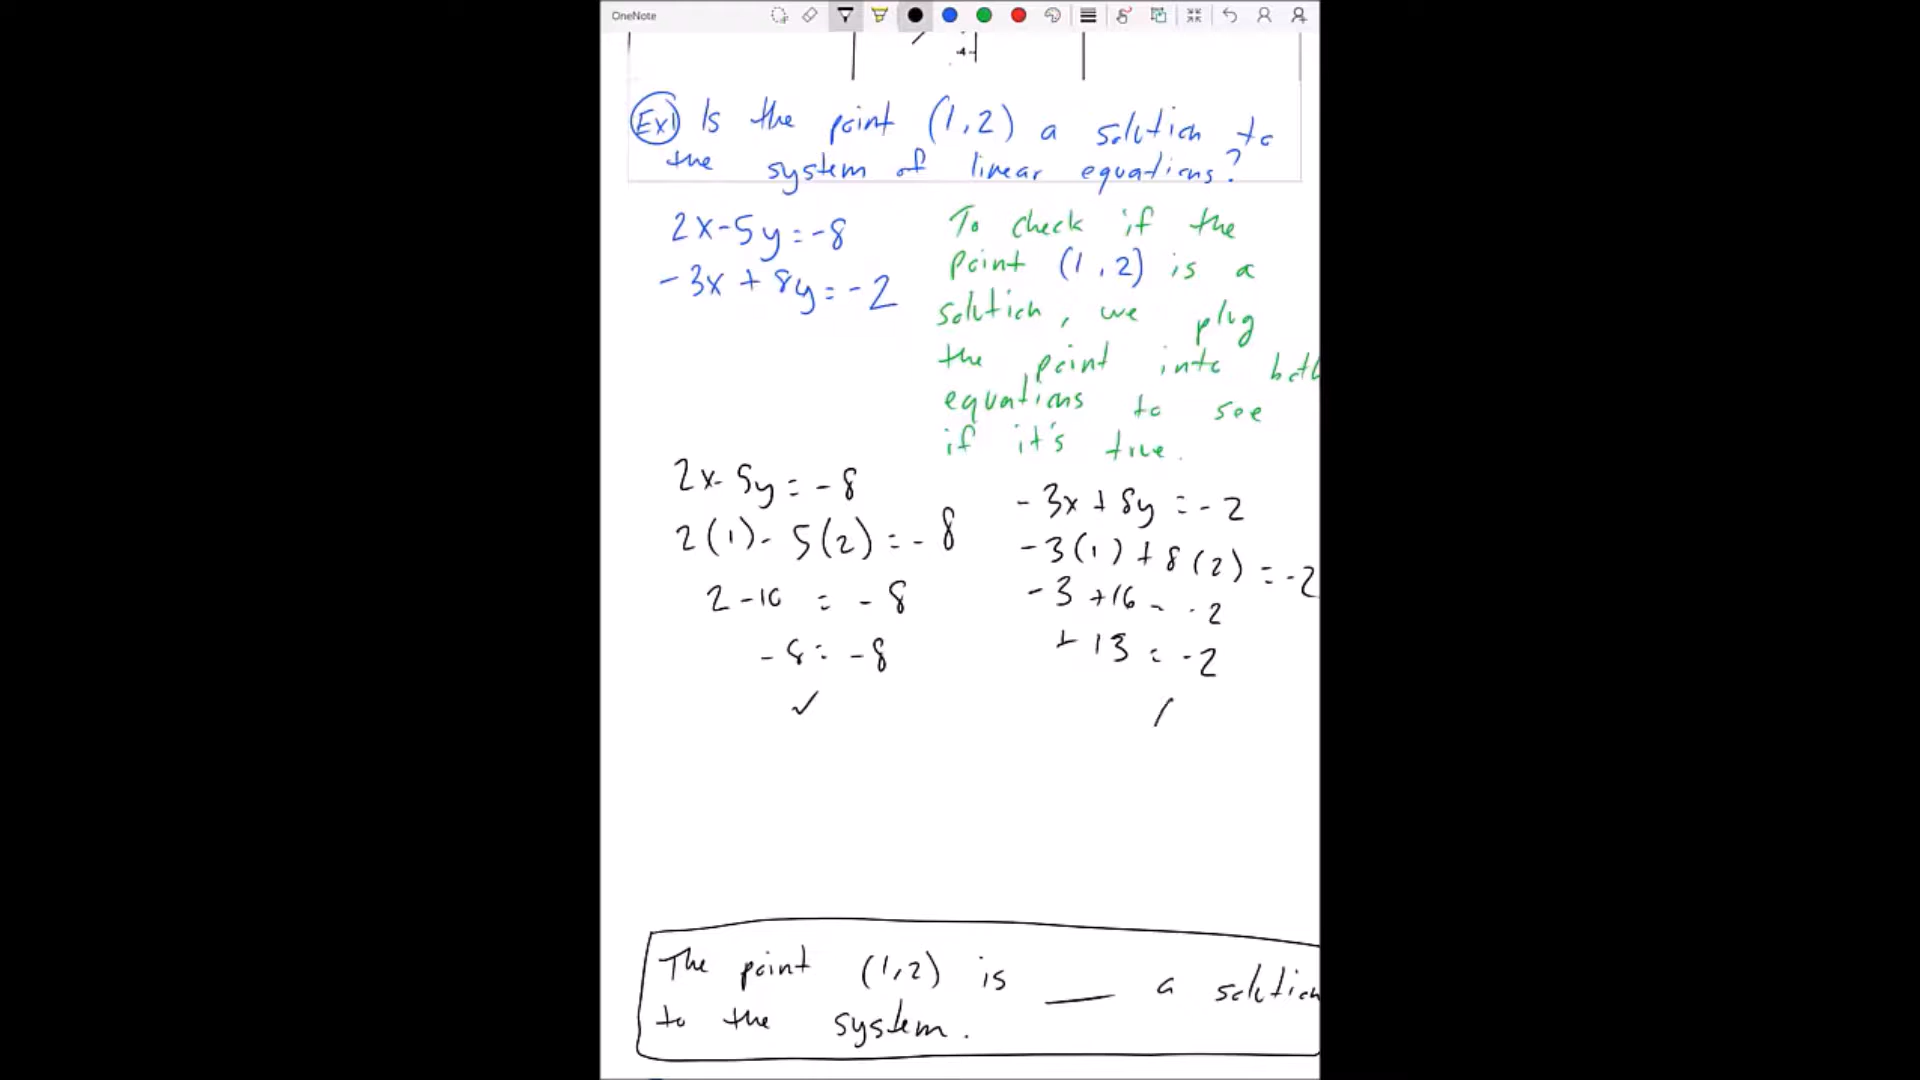 OneNote
-4
Ex1 Is the point (1,2) a solution to
the system of linear equations?
2x-5y=-8
-3x+8y=-2
To check if the
point (1,2) is a
solution, we plug
the point into both
equations to see
if it's true.
2x-5y=-8
2(1)-5(2)=-8
2-10=-8
-8=-8
✓
-3x+8y=-2
-3(1)+8(2)=-2
-3+16=-2
+13=-2
The point (1,2) is ___ a solution
to the system.